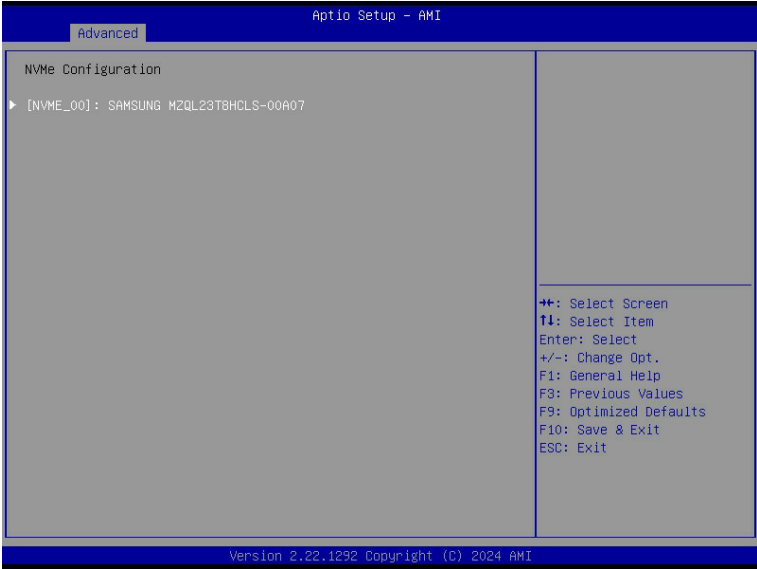 Aptio Setup - AMI
Advanced
NVMe Configuration
[NVME_00]: SAMSUNG MZQL23T8HCLS-00A07
→←: Select Screen
↑↓: Select Item
Enter: Select
+/-: Change Opt.
F1: General Help
F3: Previous Values
F9: Optimized Defaults
F10: Save & Exit
ESC: Exit
Version 2.22.1292 Copyright (C) 2024 AMI